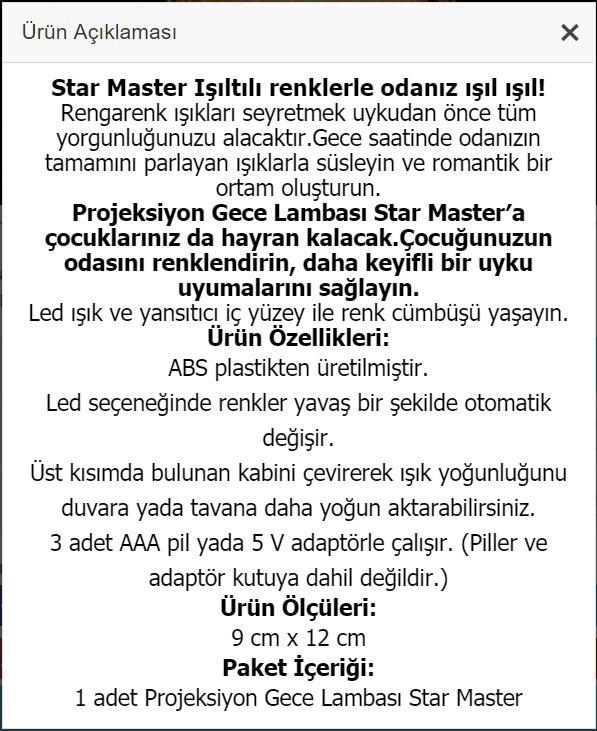 Ürün Açıklaması
Star Master Işıltılı renklerle odanız ışıl ışıl!
Rengarenk ışıkları seyretmek uykudan önce tüm
yorgunluğunuzu alacaktır.Gece saatinde odanızın
tamamını parlayan ışıklarla süsleyin ve romantik bir
ortam oluşturun.
Projeksiyon Gece Lambası Star Master’a
çocuklarınız da hayran kalacak.Çocuğunuzun
odasını renklendirin, daha keyifli bir uyku
uyumalarını sağlayın.
Led ışık ve yansıtıcı iç yüzey ile renk cümbüşü yaşayın.
Ürün Özellikleri:
ABS plastikten üretilmiştir.
Led seçeneğinde renkler yavaş bir şekilde otomatik
değişir.
Üst kısımda bulunan kabini çevirerek ışık yoğunluğunu
duvara yada tavana daha yoğun aktarabilirsiniz.
3 adet AAA pil yada 5 V adaptörle çalışır. (Piller ve
adaptör kutuya dahil değildir.)
Ürün Ölçüleri:
9 cm x 12 cm
Paket İçeriği:
1 adet Projeksiyon Gece Lambası Star Master